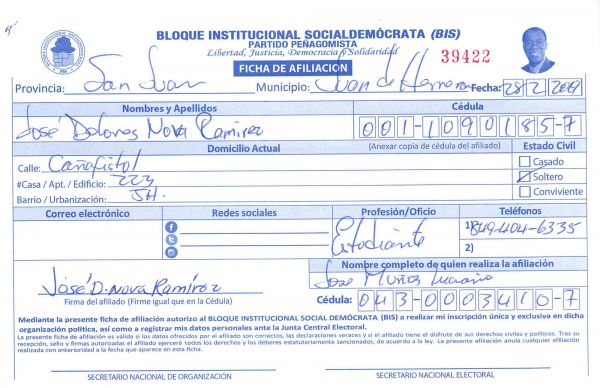 BLOQUE INSTITUCIONAL SOCIALDEMÓCRATA (BIS)
PARTIDO PEÑAGOMISTA
Libertad, Justicia, Democracia y Solidaridad
39422
FICHA DE AFILIACION
Provincia: San Juan Municipio: Juan de Herrera Fecha: 28/2/2019
Nombres y Apellidos Cédula
José Dolores Nova Ramirez 001-1090185-7
Domicilio Actual (Anexar copia de cédula del afiliado) Estado Civil
Calle: Cañafistol Casado
#Casa / Apt. / Edificio: 223 Soltero
Barrio / Urbanización: JH. Conviviente
Correo electrónico Redes sociales Profesión/Oficio Teléfonos
Estudiante 1) 849-404-6335
2)
Nombre completo de quien realiza la afiliación
José D. Nova Ramírez Jose Muñoz
Firma del afiliado (Firme igual que en la Cédula) Cédula: 043-0003410-7
Mediante la presente ficha de afiliación autorizo al BLOQUE INSTITUCIONAL SOCIAL DEMÓCRATA (BIS) a realizar mi inscripción única y exclusiva en dicha
organización política, así como a registrar mis datos personales ante la Junta Central Electoral.
La presente ficha de afiliación es válida si los datos ofrecidos por el afiliado son correctos, las declaraciones veraces y si el afiliado tiene el disfrute de sus derechos civiles y políticos. Tras su
recepción, sello y firmas autorizadas el afiliado ejercerá todos los derechos y los deberes estatutariamente sancionados, de acuerdo a la ley. La presente afiliación anula cualquier afiliación
realizada con anterioridad a la fecha que aparece en esta ficha.
SECRETARIO NACIONAL DE ORGANIZACIÓN SECRETARIO NACIONAL ELECTORAL